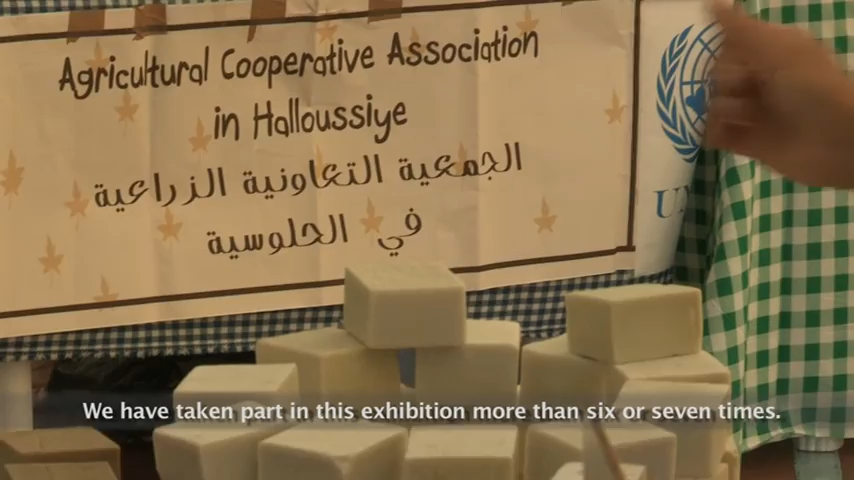 Agricultural Cooperative Association
in Halloussiye
الجمعية التعاونية الزراعية
في الحلوسية
We have taken part in this exhibition more than six or seven times.